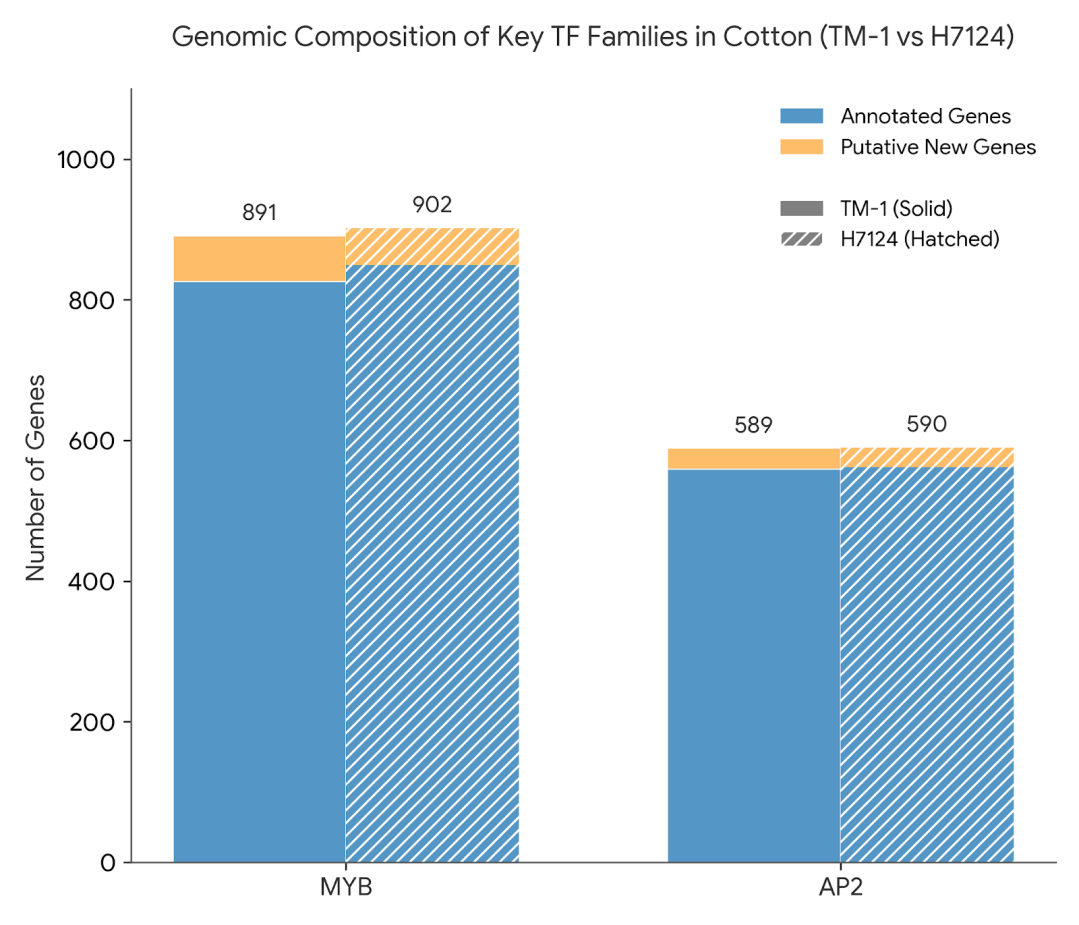 Genomic Composition of Key TF Families in Cotton (TM-1 vs H7124)
Annotated Genes
Putative New Genes
TM-1 (Solid)
H7124 (Hatched)
Number of Genes
1000
800
600
400
200
0
891
902
589
590
MYB
AP2